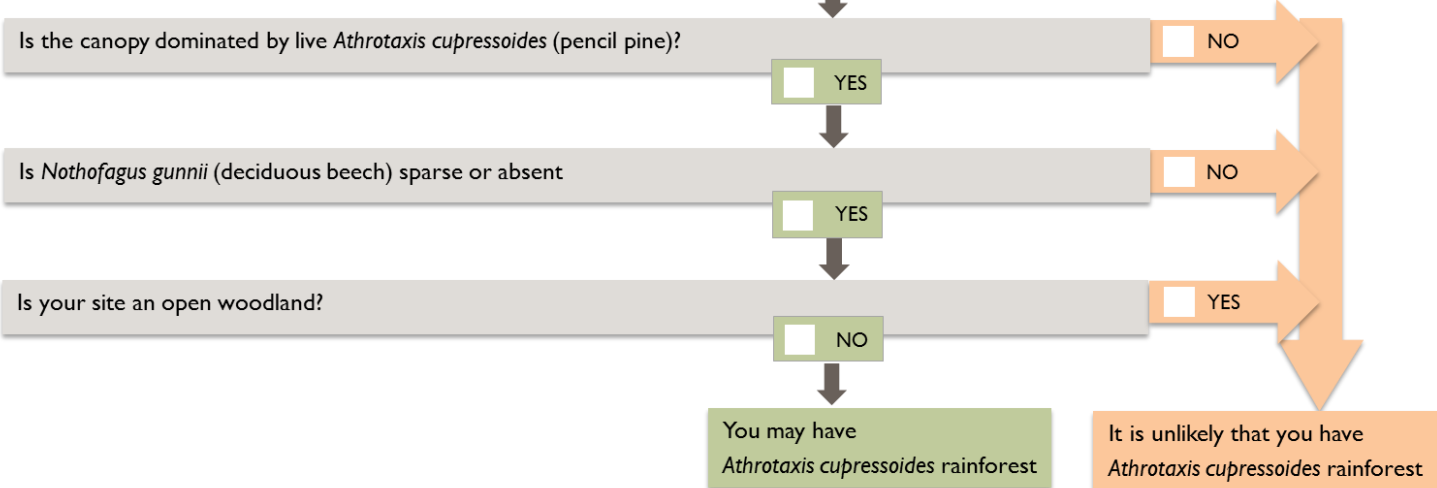 Is the canopy dominated by live Athrotaxis cupressoides (pencil pine)?
NO
YES
Is Nothofagus gunnii (deciduous beech) sparse or absent
NO
YES
Is your site an open woodland?
YES
NO
You may have
Athrotaxis cupressoides rainforest
It is unlikely that you have
Athrotaxis cupressoides rainforest